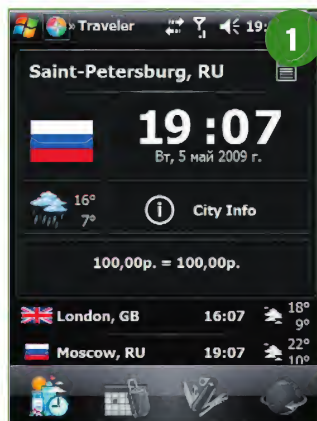 » Traveler 19:
1
Saint-Petersburg, RU
19:07
Вт, 5 май 2009 г.
16°
7°
City Info
100,00р. = 100,00р.
London, GB 16:07 18°
9°
Moscow, RU 19:07 22°
10°